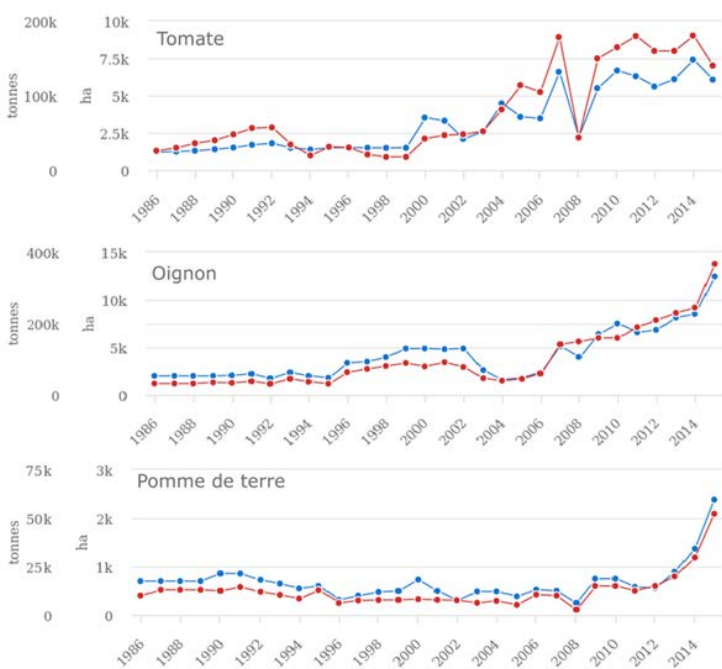 Tomate
tonnes
ha
200k
100k
0
10k
7.5k
5k
2.5k
0
1986
1988
1990
1992
1994
1996
1998
2000
2002
2004
2006
2008
2010
2012
2014
Oignon
tonnes
ha
400k
200k
0
15k
10k
5k
0
1986
1988
1990
1992
1994
1996
1998
2000
2002
2004
2006
2008
2010
2012
2014
Pomme de terre
tonnes
ha
75k
50k
25k
0
3k
2k
1k
0
1986
1988
1990
1992
1994
1996
1998
2000
2002
2004
2006
2008
2010
2012
2014